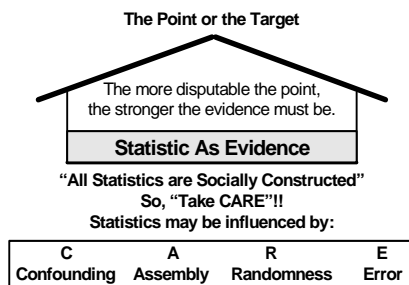 The Point or the Target
The more disputable the point,
the stronger the evidence must be.
Statistic As Evidence
“All Statistics are Socially Constructed”
So, “Take CARE”!!
Statistics may be influenced by:
C A R E
Confounding Assembly Randomness Error